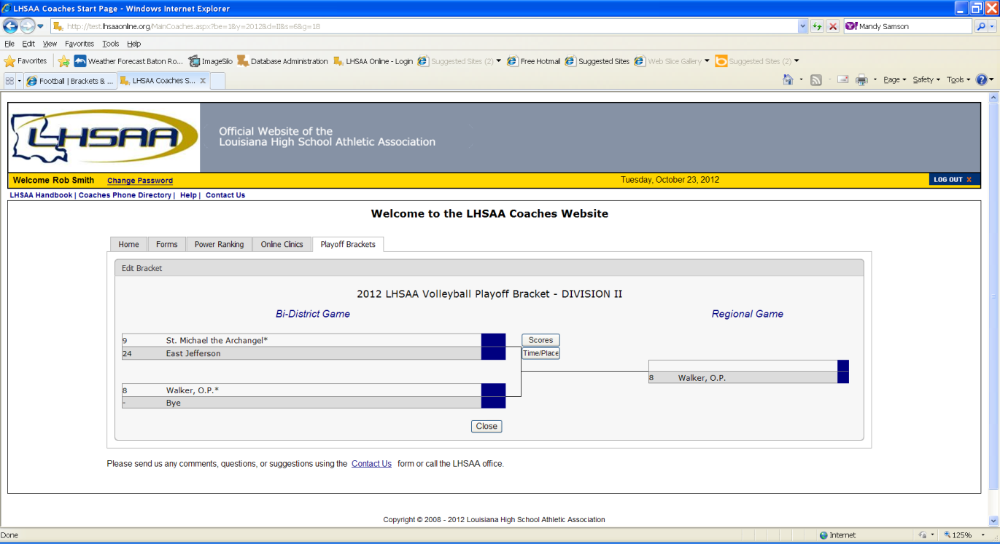 LHSAA Coaches Start Page - Windows Internet Explorer
http://test.lhsaaonline.org/MainCoaches.aspx?be=1&y=2012&d=II&s=6&g=18
Mandy Samson
File Edit View Favorites Tools Help
Favorites Weather Forecast Baton Ro... ImageSilo Database Administration LHSAA Online - Login Suggested Sites (2) Free Hotmail Suggested Sites Web Slice Gallery Suggested Sites (2)
Football | Brackets & ... LHSAA Coaches S... X Page Safety Tools
LHSAA
Official Website of the
Louisiana High School Athletic Association
Welcome Rob Smith Change Password Tuesday, October 23, 2012 LOG OUT X
LHSAA Handbook | Coaches Phone Directory | Help | Contact Us
Welcome to the LHSAA Coaches Website
Home Forms Power Ranking Online Clinics Playoff Brackets
Edit Bracket
2012 LHSAA Volleyball Playoff Bracket - DIVISION II
Bi-District Game Regional Game
9 St. Michael the Archangel* Scores
24 East Jefferson Time/Place
8 Walker, O.P.
8 Walker, O.P.*
- Bye
Close
Please send us any comments, questions, or suggestions using the Contact Us form or call the LHSAA office.
Copyright © 2008 - 2012 Louisiana High School Athletic Association
Done Internet 125%